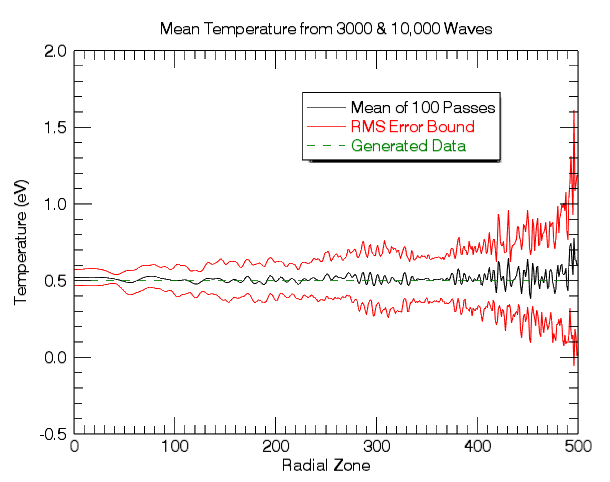 Mean Temperature from 3000 & 10,000 Waves
2.0
1.5
1.0
0.5
0.0
-0.5
Temperature (eV)
Mean of 100 Passes
RMS Error Bound
Generated Data
0 100 200 300 400 500
Radial Zone